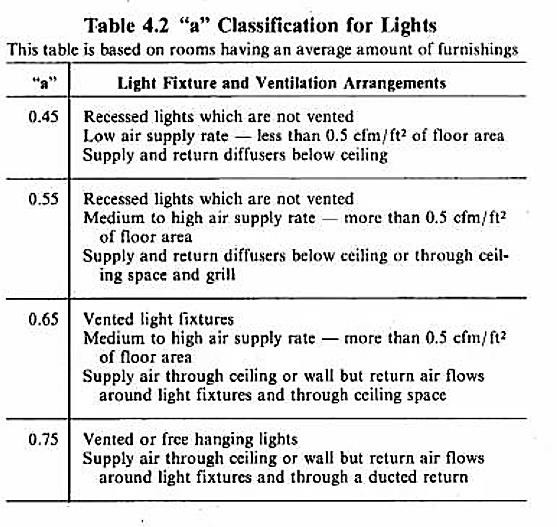 Table 4.2 “a” Classification for Lights
This table is based on rooms having an average amount of furnishings
“a” Light Fixture and Ventilation Arrangements
0.45 Recessed lights which are not vented
Low air supply rate — less than 0.5 cfm/ft² of floor area
Supply and return diffusers below ceiling
0.55 Recessed lights which are not vented
Medium to high air supply rate — more than 0.5 cfm/ft²
of floor area
Supply and return diffusers below ceiling or through ceil-
ing space and grill
0.65 Vented light fixtures
Medium to high air supply rate — more than 0.5 cfm/ft²
of floor area
Supply air through ceiling or wall but return air flows
around light fixtures and through ceiling space
0.75 Vented or free hanging lights
Supply air through ceiling or wall but return air flows
around light fixtures and through a ducted return